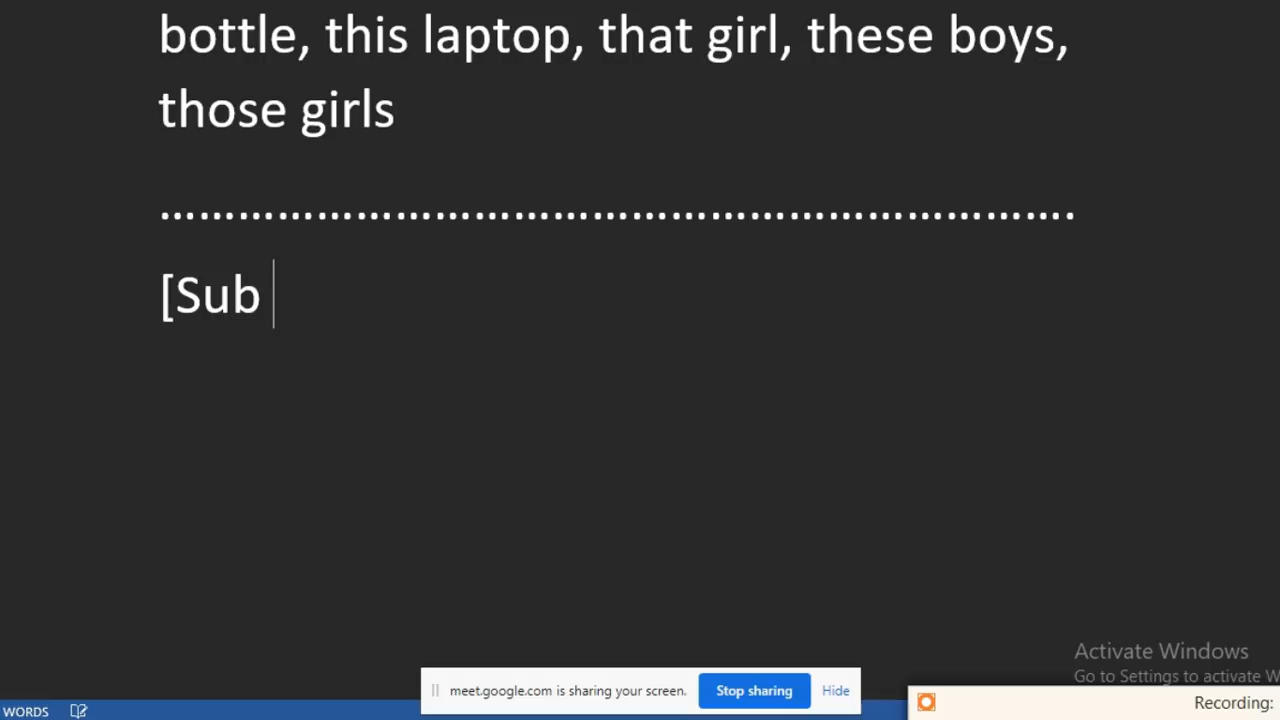 bottle, this laptop, that girl, these boys,
those girls
……………………………………………………………….
[Sub
Activate Windows
Go to Settings to activate W
meet.google.com is sharing your screen.
Stop sharing
Hide
Recording:
WORDS